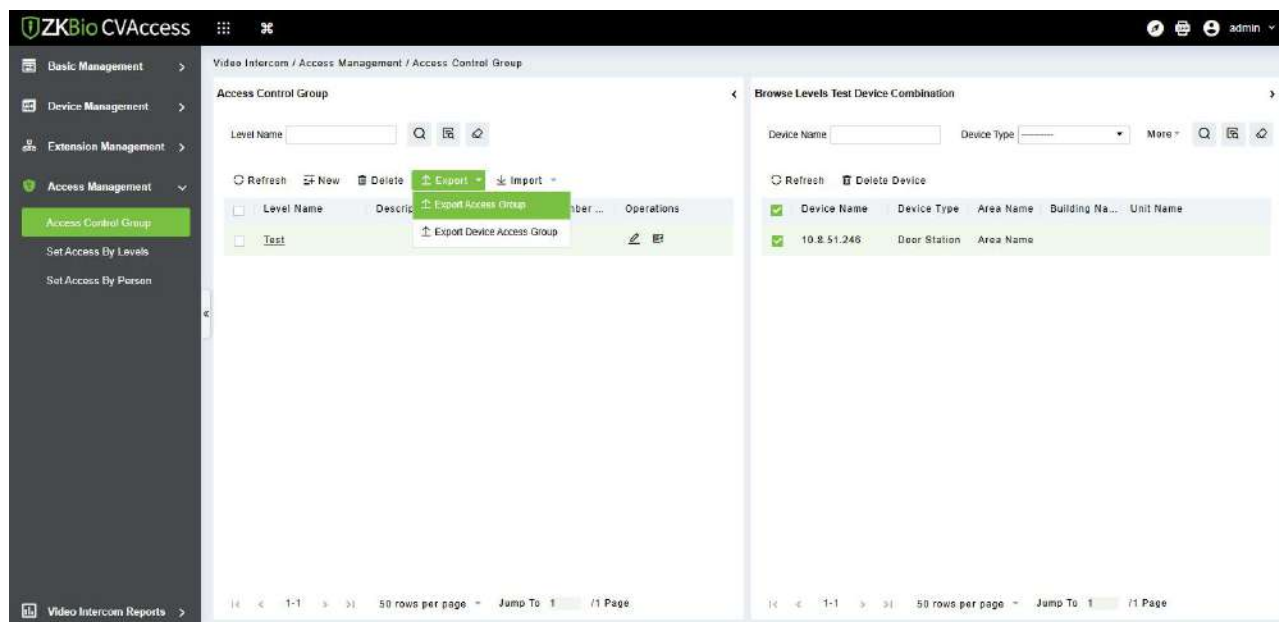 ZKBio CVAccess
admin
Basic Management
Device Management
Extension Management
Access Management
Access Control Group
Set Access By Levels
Set Access By Person
Video Intercom Reports
Video Intercom / Access Management / Access Control Group
Access Control Group
Level Name
Refresh New Delete Export Import
Export Access Group
Export Device Access Group
Level Name Descrip nber ... Operations
Test
1-1 50 rows per page Jump To 1 /1 Page
Browse Levels Test Device Combination
Device Name Device Type ---------- More
Refresh Delete Device
Device Name Device Type Area Name Building Na... Unit Name
10.8.51.246 Door Station Area Name
1-1 50 rows per page Jump To 1 /1 Page